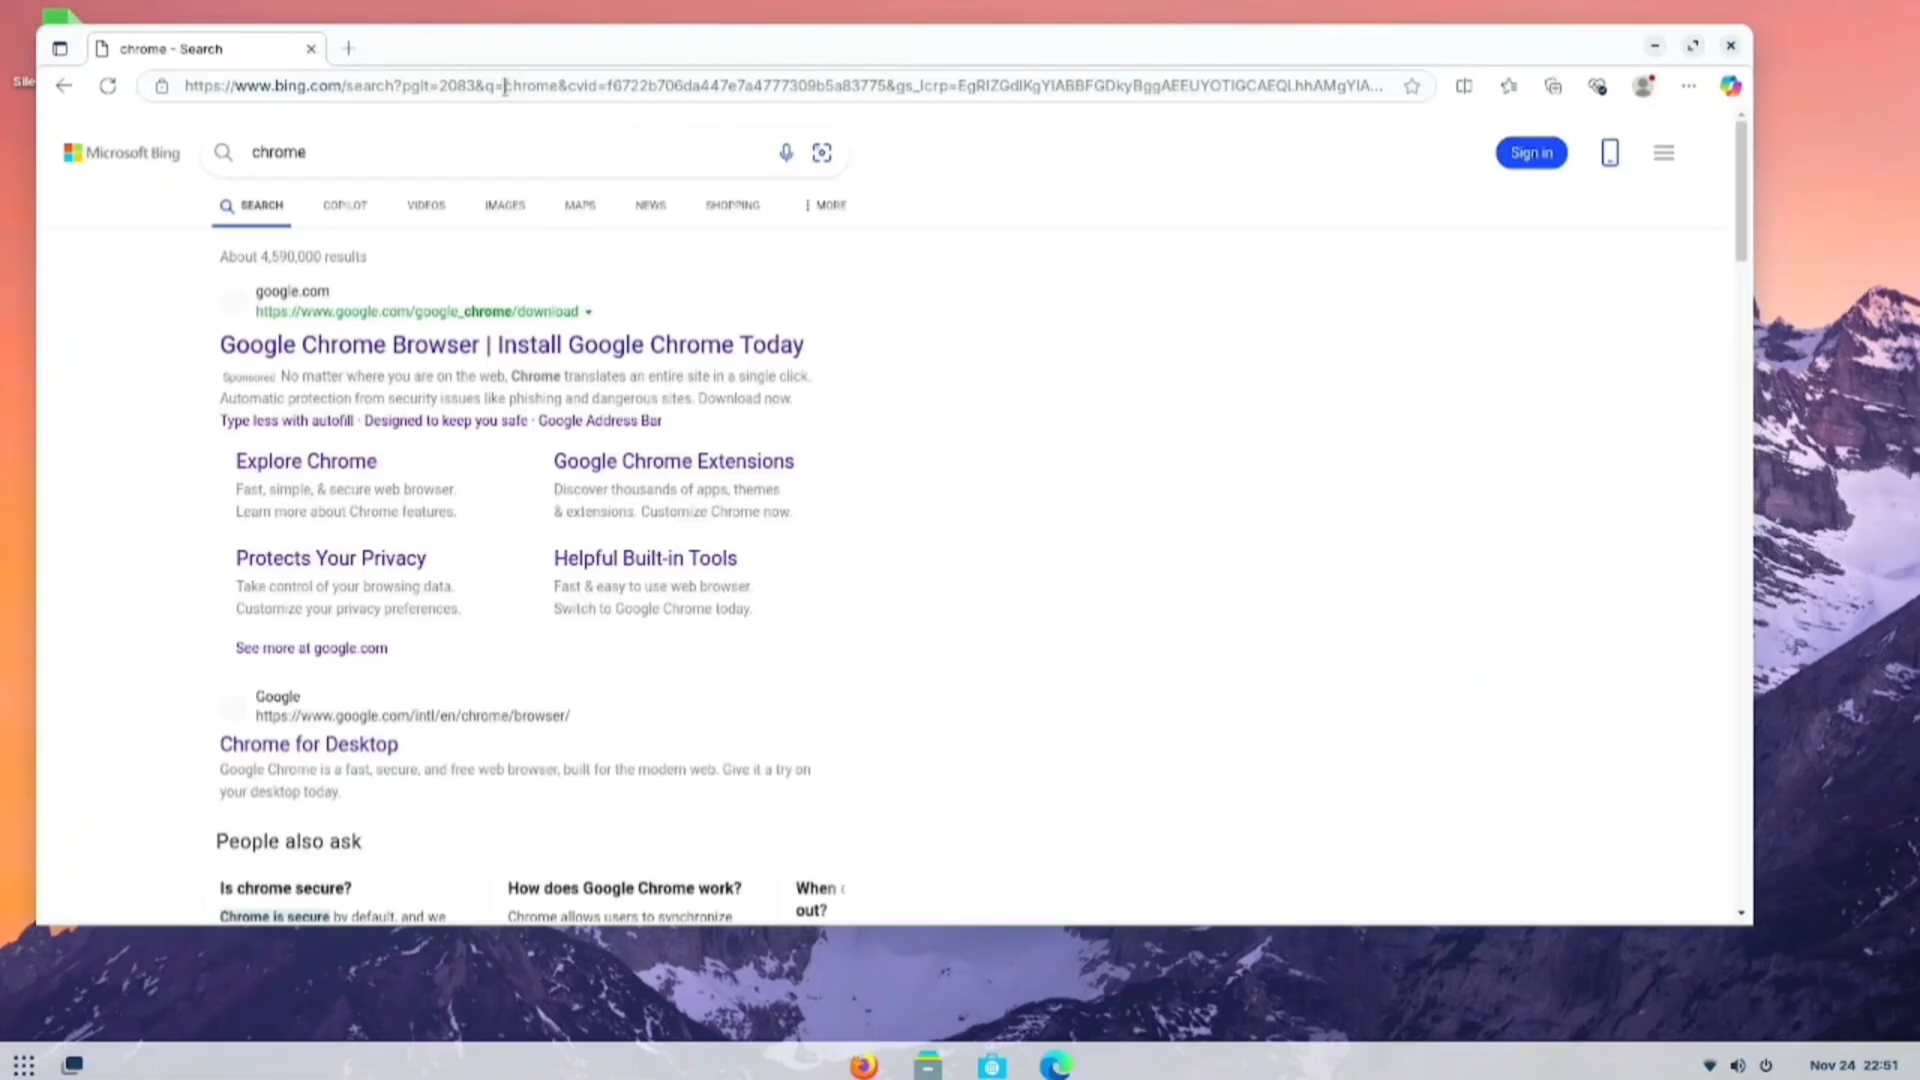 chrome - Search
https://www.bing.com/search?pglt=2083&q=chrome&cvid=f6722b706da447e7a4777309b5a83775&gs_lcrp=EgRlZGdlKgYIABBFGDkyBggAEEUYOTIGCAEQLhhAMgYIA...
Microsoft Bing
chrome
Sign in
SEARCH COPILOT VIDEOS IMAGES MAPS NEWS SHOPPING MORE
About 4,590,000 results
google.com
https://www.google.com/google_chrome/download
Google Chrome Browser | Install Google Chrome Today
Sponsored No matter where you are on the web, Chrome translates an entire site in a single click.
Automatic protection from security issues like phishing and dangerous sites. Download now.
Type less with autofill · Designed to keep you safe · Google Address Bar
Explore Chrome
Fast, simple, & secure web browser.
Learn more about Chrome features.
Google Chrome Extensions
Discover thousands of apps, themes
& extensions. Customize Chrome now.
Protects Your Privacy
Take control of your browsing data.
Customize your privacy preferences.
Helpful Built-in Tools
Fast & easy to use web browser.
Switch to Google Chrome today.
See more at google.com
Google
https://www.google.com/intl/en/chrome/browser/
Chrome for Desktop
Google Chrome is a fast, secure, and free web browser, built for the modern web. Give it a try on
your desktop today.
People also ask
Is chrome secure?
Chrome is secure by default, and we
How does Google Chrome work?
Chrome allows users to synchronize
When
out?
Nov 24 22:51